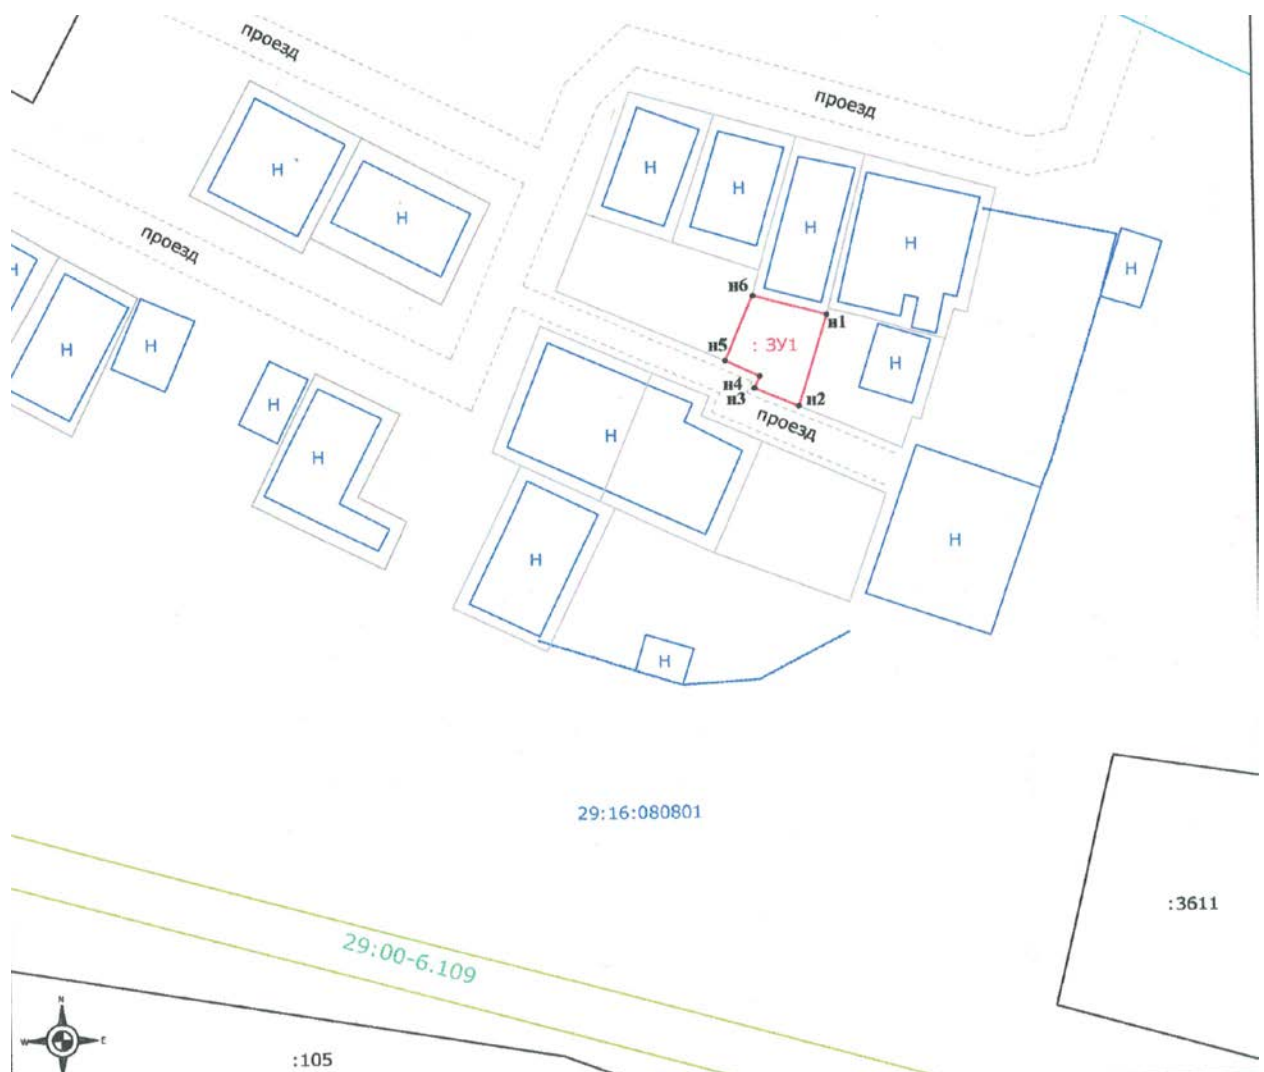 проезд
проезд
Н
Н
Н
Н
проезд
Н
Н
Н
Н
Н
н6
н1
н5
: ЗУ1
Н
Н
Н
Н
н4
н3
н2
Н
проезд
Н
Н
Н
Н
Н
29:16:080801
:3611
29:00-6.109
N
W
E
:105